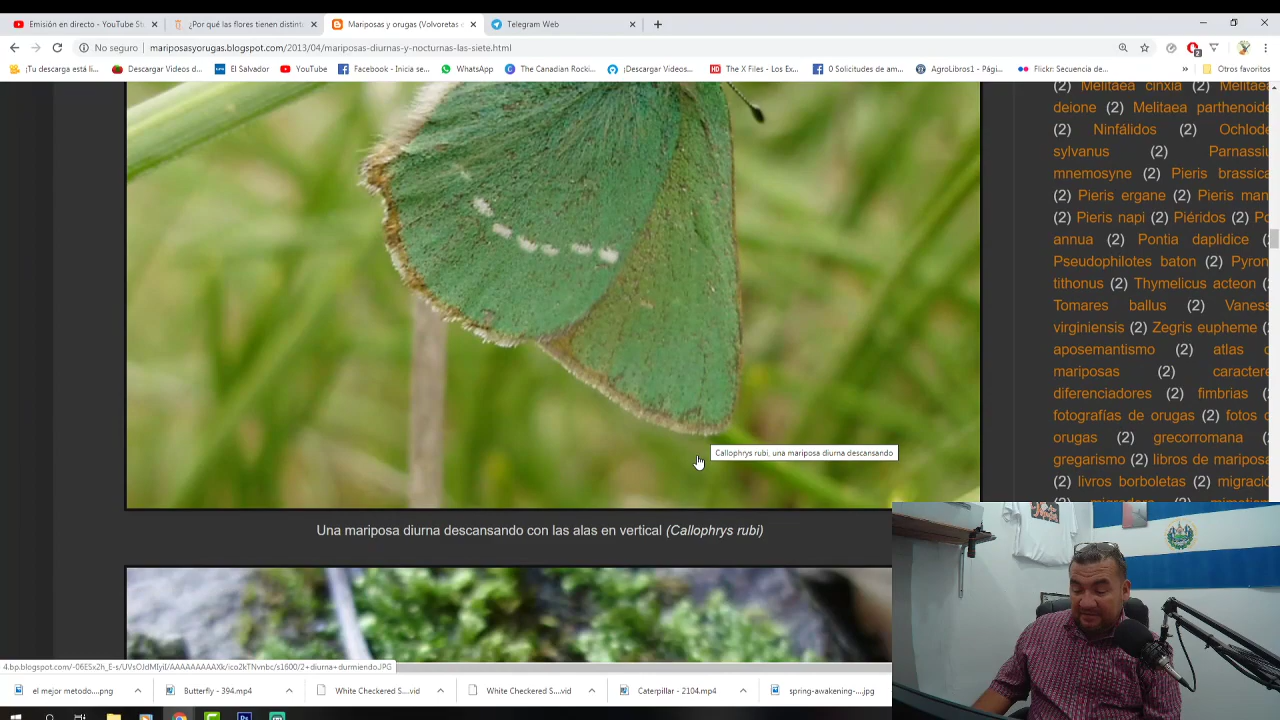 Emisión en directo - YouTube St
¿Por qué las flores tienen distint
Mariposas y orugas (Volvoretas e
Telegram Web
No seguro
mariposasyorugas.blogspot.com/2013/04/mariposas-diurnas-y-nocturnas-las-siete.html
¡Tu descarga está li...
Descargar Videos d...
El Salvador
YouTube
Facebook - Inicia se...
WhatsApp
The Canadian Rocki...
¡Descargar Videos...
The X Files - Los Ex...
0 Solicitudes de am...
AgroLibros1 - Pági...
Flickr: Secuencia de...
»
Otros favoritos
(2) Melitaea cinxia (2) Melitaea
deione (2) Melitaea parthenoide
(2) Ninfálidos (2) Ochlode
sylvanus (2) Parnassiu
mnemosyne (2) Pieris brassica
(2) Pieris ergane (2) Pieris man
(2) Pieris napi (2) Piéridos (2) Po
annua (2) Pontia daplidice (2
Pseudophilotes baton (2) Pyron
tithonus (2) Thymelicus acteon (2
Tomares ballus (2) Vaness
virginiensis (2) Zegris eupheme (2
aposemantismo (2) atlas d
mariposas (2) caractere
diferenciadores (2) fimbrias (2
fotografías de orugas (2) fotos d
orugas (2) grecorromana (2
gregarismo (2) libros de mariposa
(2) livros borboletas (2) migració
Callophrys rubi, una mariposa diurna descansando
Una mariposa diurna descansando con las alas en vertical (Callophrys rubi)
el mejor metodo....png
Butterfly - 394.mp4
White Checkered S....vid
White Checkered S....vid
Caterpillar - 2104.mp4
spring-awakening-....jpg